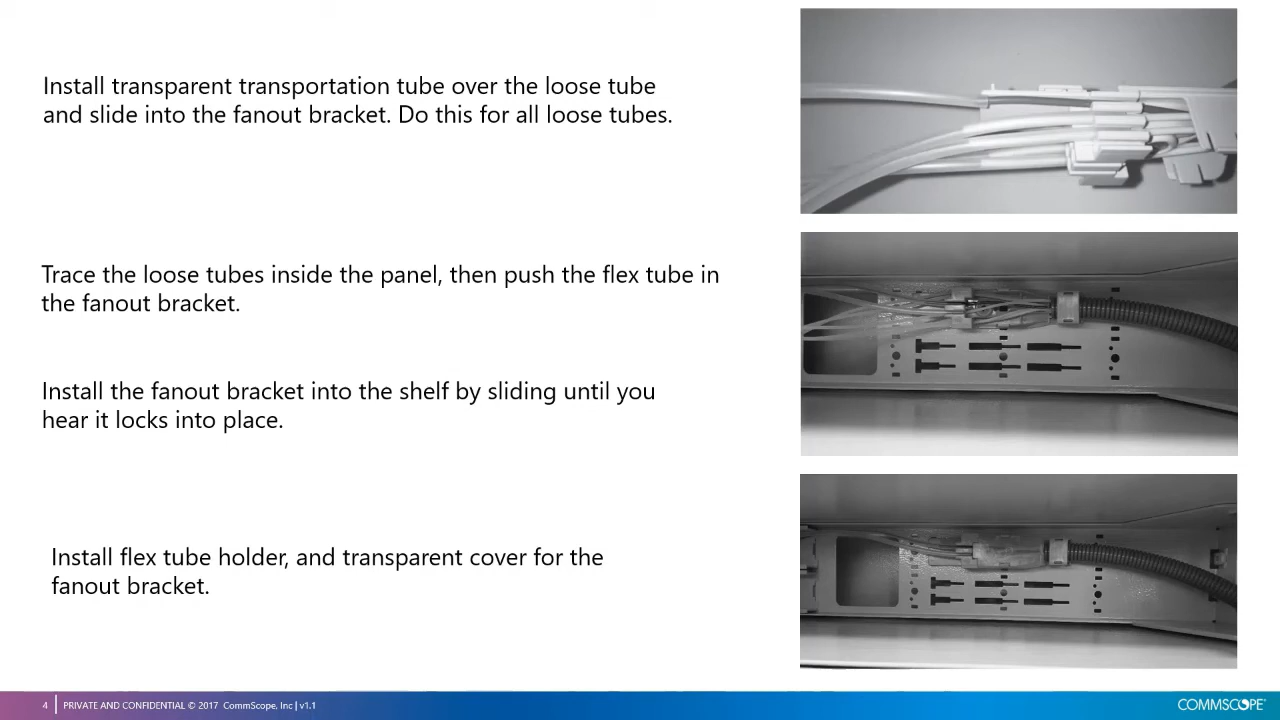 Install transparent transportation tube over the loose tube
and slide into the fanout bracket. Do this for all loose tubes.
Trace the loose tubes inside the panel, then push the flex tube in
the fanout bracket.
Install the fanout bracket into the shelf by sliding until you
hear it locks into place.
Install flex tube holder, and transparent cover for the
fanout bracket.
4 | PRIVATE AND CONFIDENTIAL © 2017 CommScope, Inc | v1.1
COMMSCOPE®